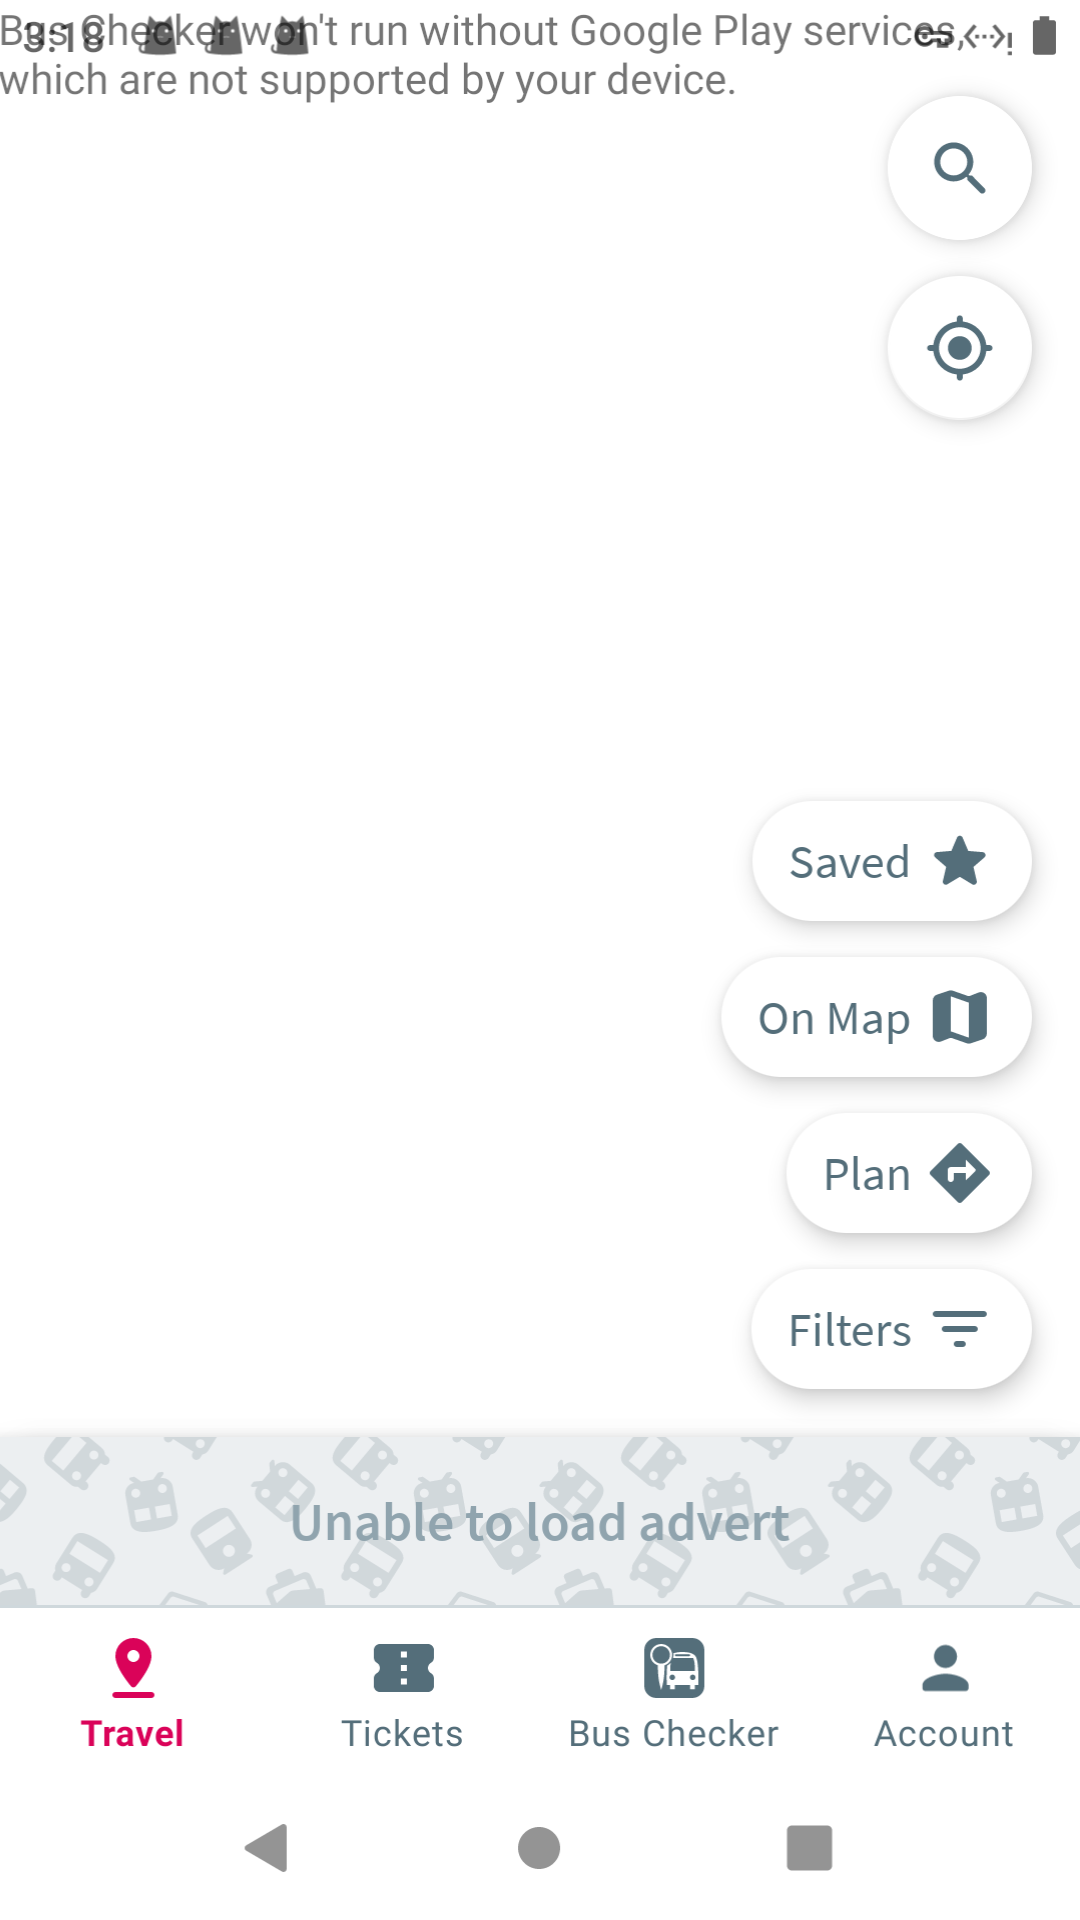 Bus Checker won't run without Google Play services,
which are not supported by your device.
3:18
Saved
On Map
Plan
Filters
Unable to load advert
Travel
Tickets
Bus Checker
Account